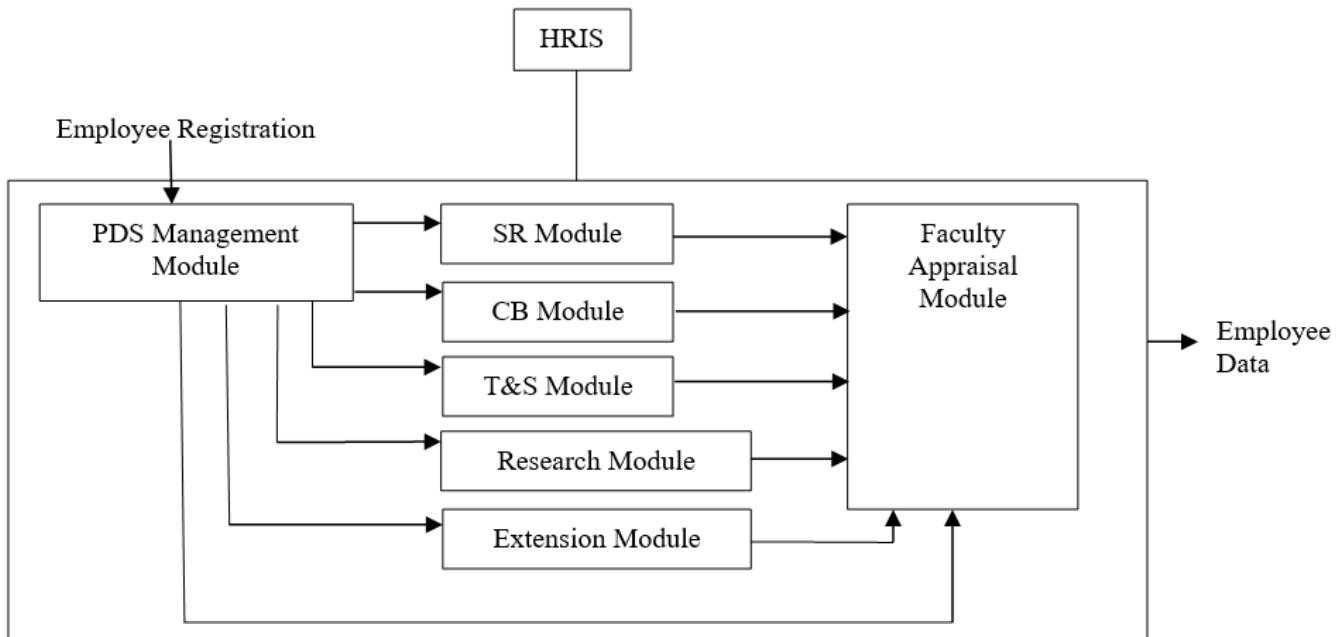 HRIS
Employee Registration
PDS Management
Module
SR Module
Faculty
Appraisal
Module
CB Module
Employee
Data
T&S Module
Research Module
Extension Module